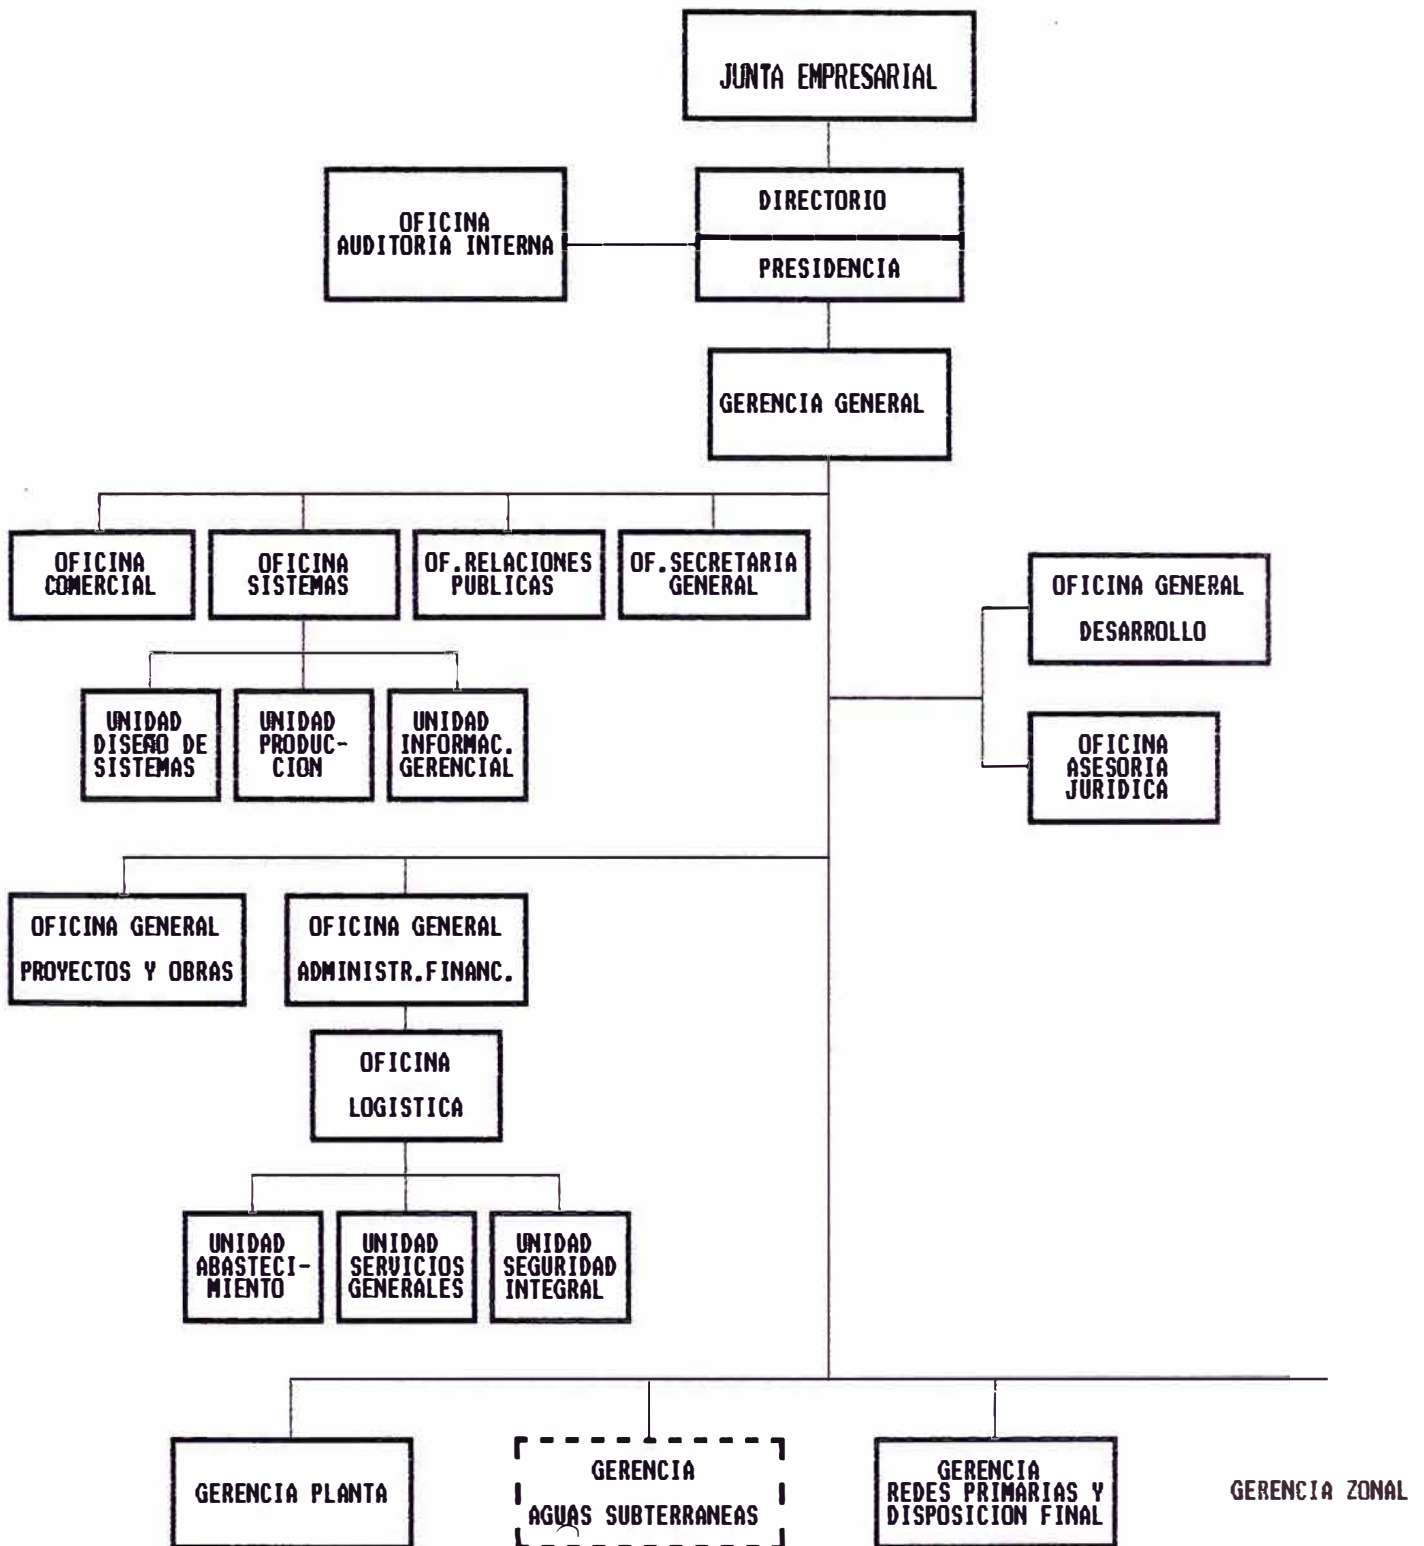 JUNTA EMPRESARIAL
OFICINA
AUDITORIA INTERNA
DIRECTORIO
PRESIDENCIA
GERENCIA GENERAL
OFICINA
COMERCIAL
OFICINA
SISTEMAS
OF.RELACIONES
PUBLICAS
OF.SECRETARIA
GENERAL
OFICINA GENERAL
DESARROLLO
UNIDAD
DISEÑO DE
SISTEMAS
UNIDAD
PRODUC-
CION
UNIDAD
INFORMAC.
GERENCIAL
OFICINA
ASESORIA
JURIDICA
OFICINA GENERAL
PROYECTOS Y OBRAS
OFICINA GENERAL
ADMINISTR.FINANC.
OFICINA
LOGISTICA
UNIDAD
ABASTECI-
MIENTO
UNIDAD
SERVICIOS
GENERALES
UNIDAD
SEGURIDAD
INTEGRAL
GERENCIA PLANTA
GERENCIA
AGUAS SUBTERRANEAS
GERENCIA
REDES PRIMARIAS Y
DISPOSICION FINAL
GERENCIA ZONAL